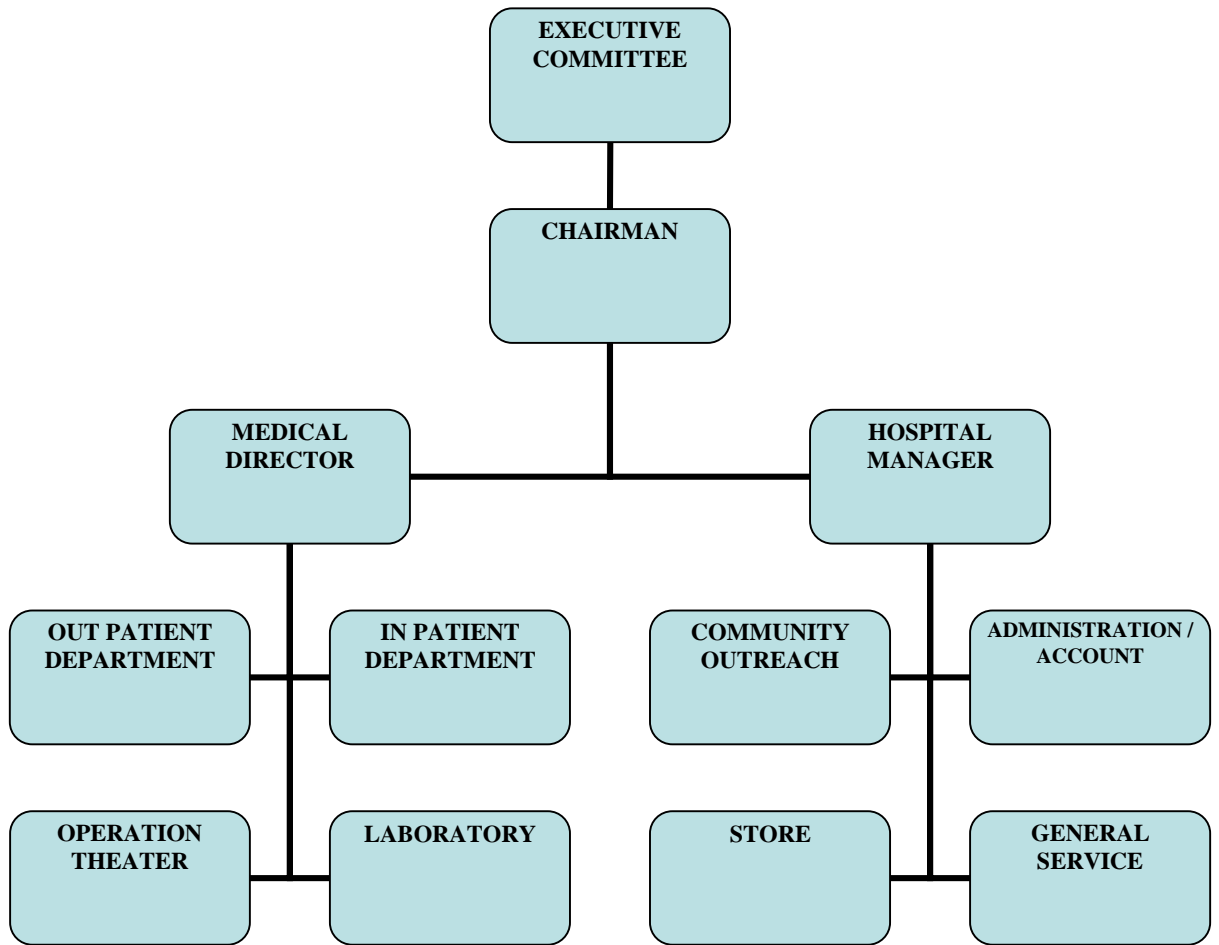 EXECUTIVE
COMMITTEE
CHAIRMAN
MEDICAL
DIRECTOR
HOSPITAL
MANAGER
OUT PATIENT
DEPARTMENT
IN PATIENT
DEPARTMENT
COMMUNITY
OUTREACH
ADMINISTRATION /
ACCOUNT
OPERATION
THEATER
LABORATORY
STORE
GENERAL
SERVICE